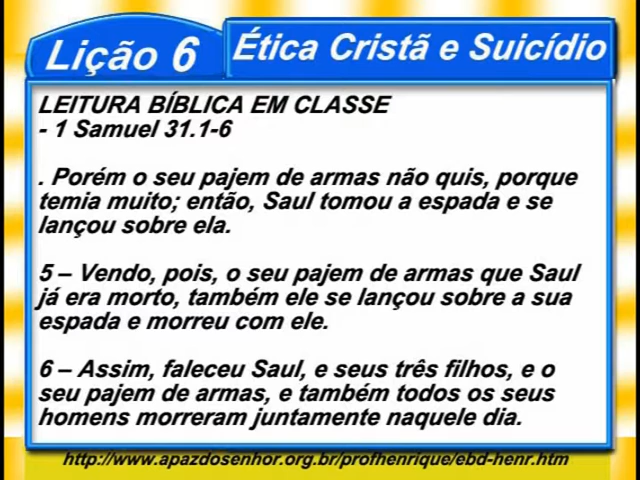 Lição 6
Ética Cristã e Suicídio
LEITURA BÍBLICA EM CLASSE
- 1 Samuel 31.1-6
. Porém o seu pajem de armas não quis, porque
temia muito; então, Saul tomou a espada e se
lançou sobre ela.
5 – Vendo, pois, o seu pajem de armas que Saul
já era morto, também ele se lançou sobre a sua
espada e morreu com ele.
6 – Assim, faleceu Saul, e seus três filhos, e o
seu pajem de armas, e também todos os seus
homens morreram juntamente naquele dia.
http://www.apazdosenhor.org.br/profhenrique/ebd-henr.htm